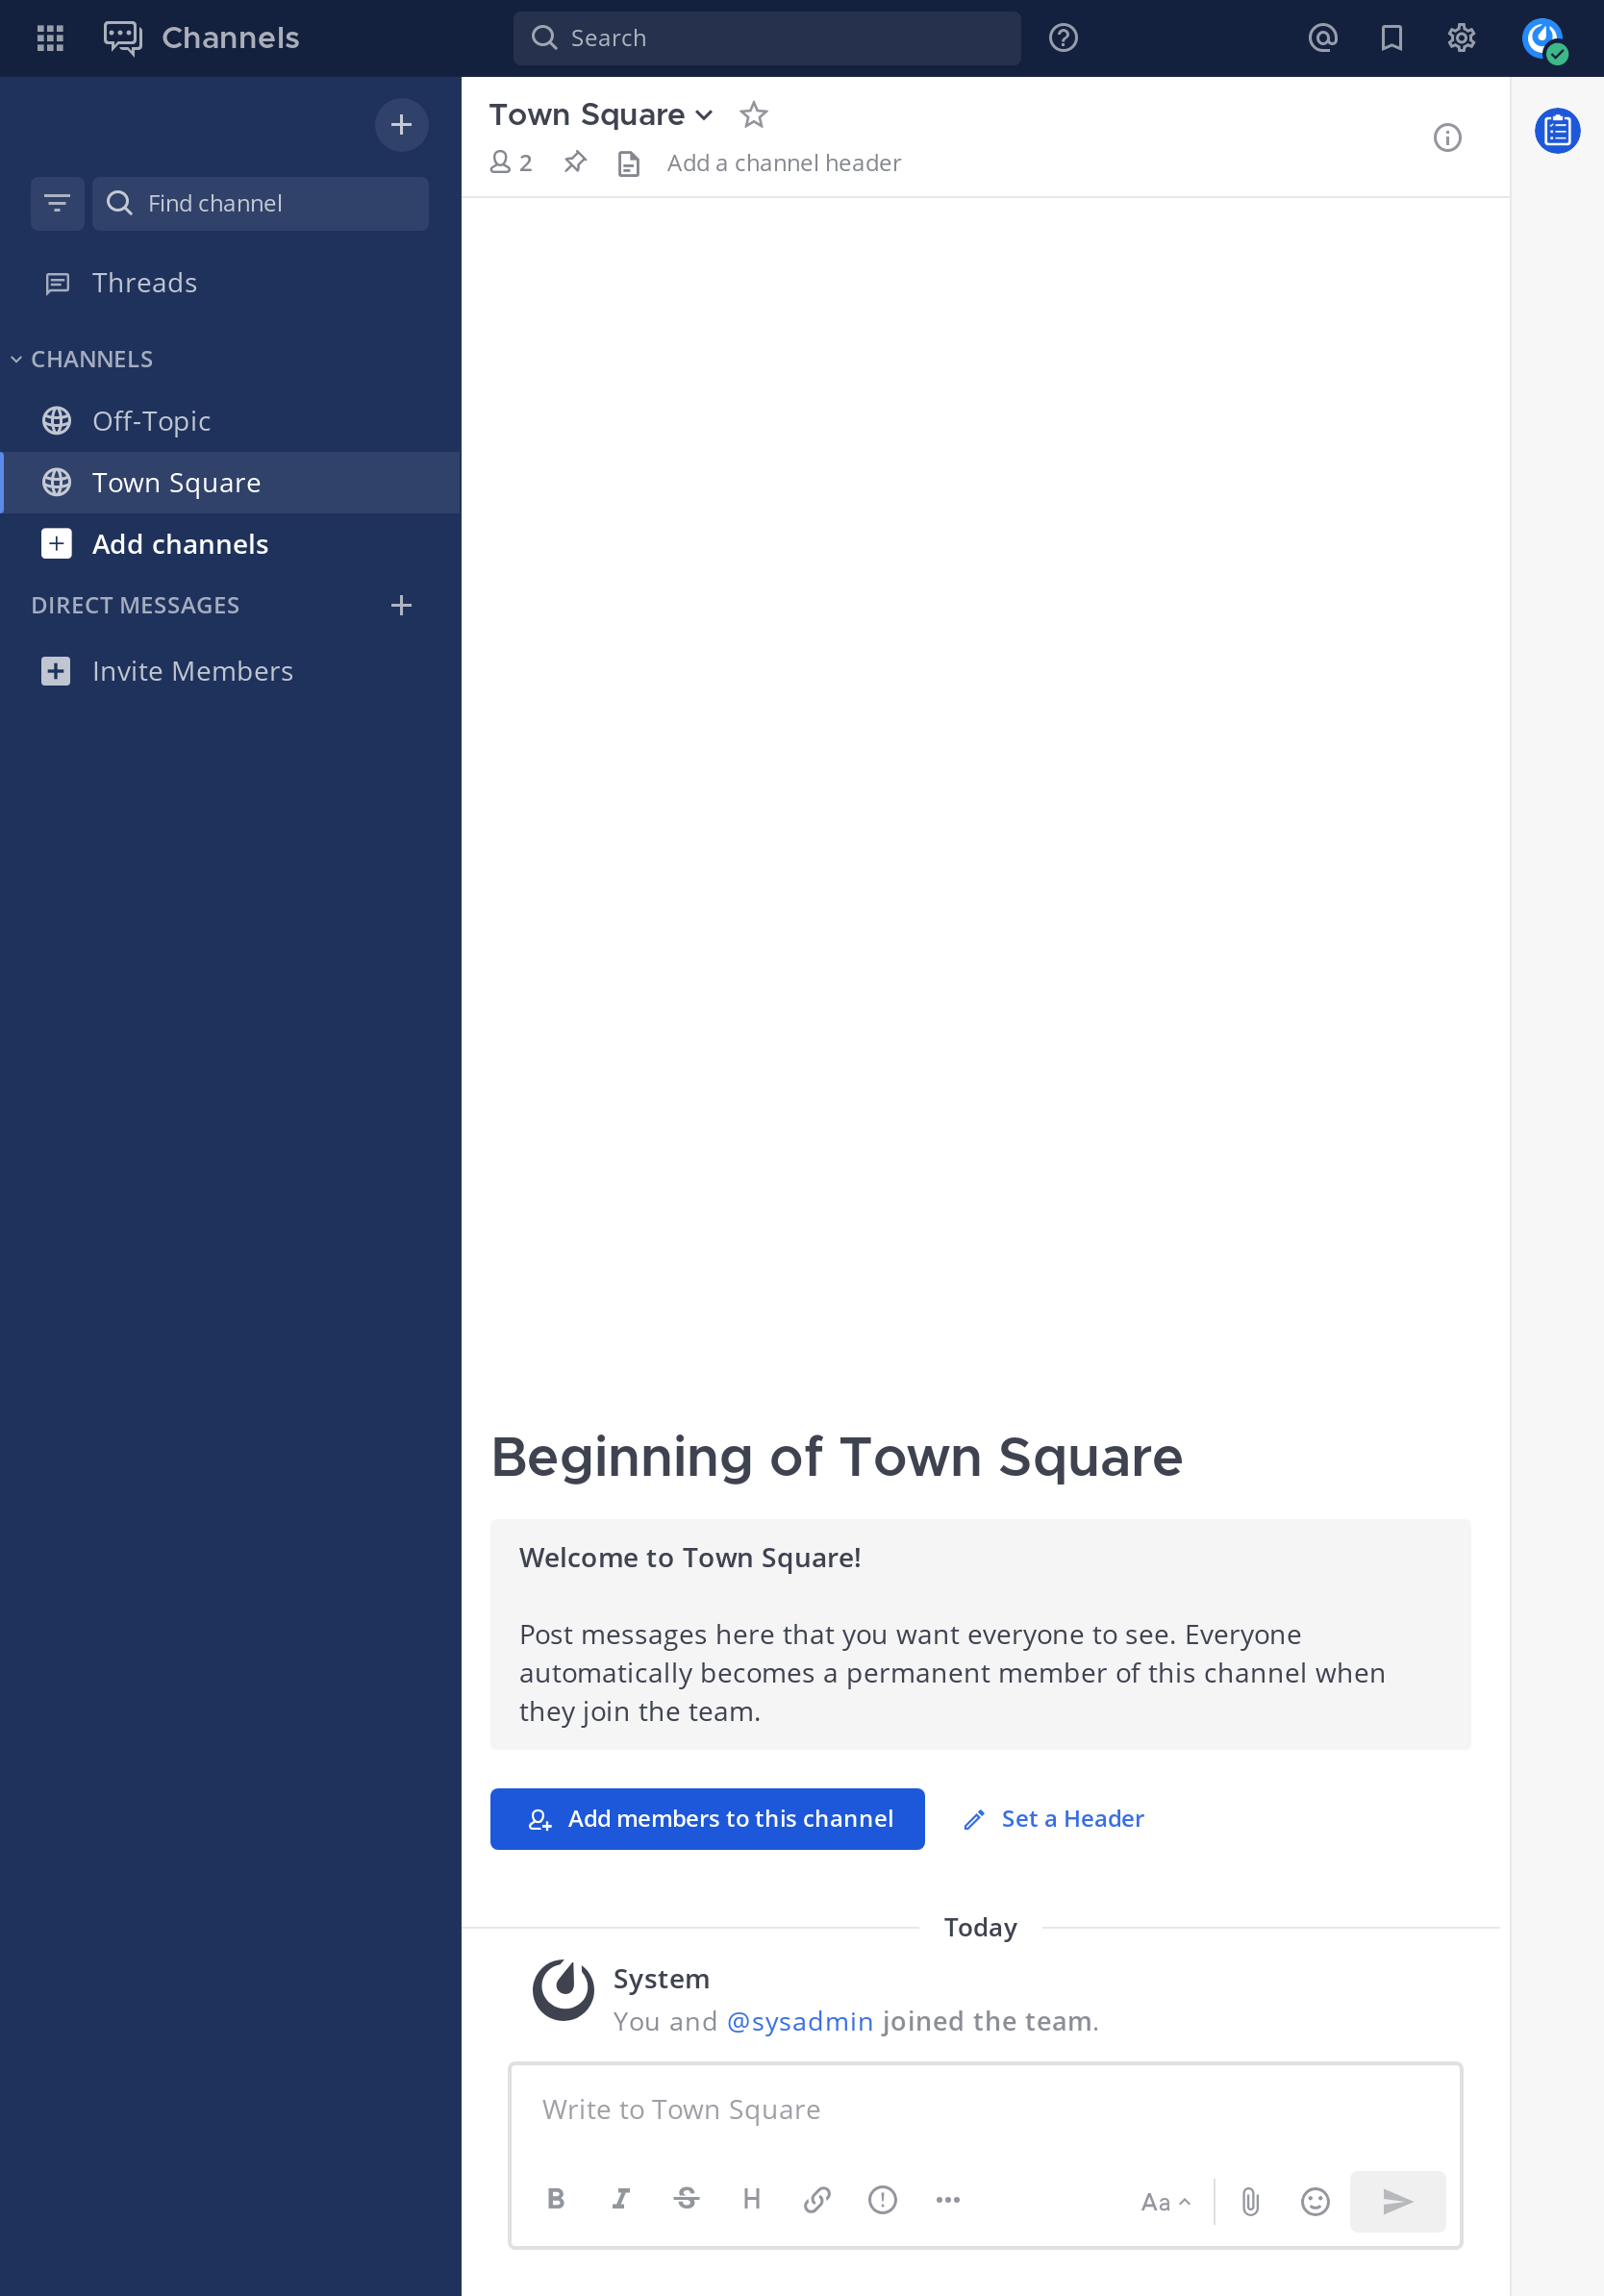 Channels
Search
Find channel
Threads
CHANNELS
Off-Topic
Town Square
Add channels
DIRECT MESSAGES
Invite Members
Town Square
2
Add a channel header
Beginning of Town Square
Welcome to Town Square!
Post messages here that you want everyone to see. Everyone
automatically becomes a permanent member of this channel when
they join the team.
Add members to this channel
Set a Header
Today
System
You and @sysadmin joined the team.
Write to Town Square
B I S H
Aa